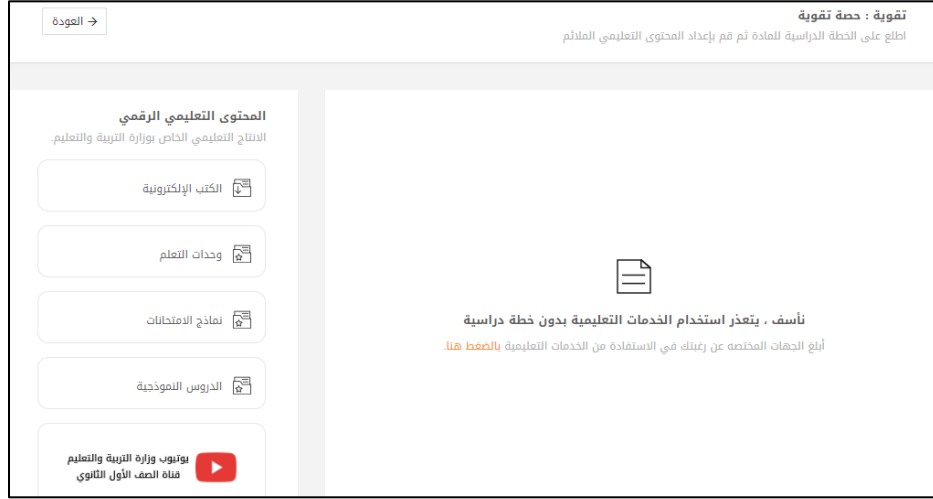 تقوية : حصة تقوية
اطلع على الخطة الدراسية للمادة ثم قم بإعداد المحتوى التعليمي الملائم
العودة
نأسف ، يتعذر استخدام الخدمات التعليمية بدون خطة دراسية
أبلغ الجهات المختصه عن رغبتك في الاستفادة من الخدمات التعليمية بالضغط هنا.
المحتوى التعليمي الرقمي
الانتاج التعليمي الخاص بوزارة التربية والتعليم.
الكتب الإلكترونية
وحدات التعلم
نماذج الامتحانات
الدروس النموذجية
يوتيوب وزارة التربية والتعليم
قناة الصف الأول الثانوي